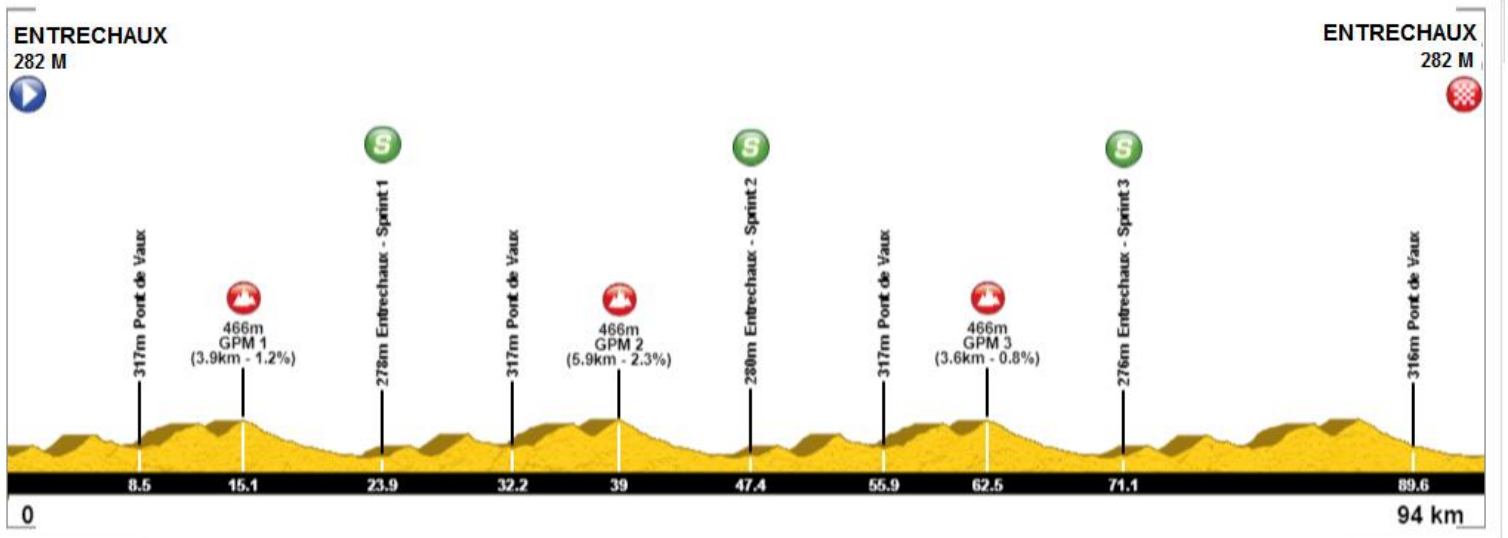 ENTRECHAUX
282 M
ENTRECHAUX
282 M
S
S
S
317m Pont de Vaux
466m
GPM 1
(3.9km - 1.2%)
278m Entrechaux - Sprint 1
317m Pont de Vaux
466m
GPM 2
(5.9km - 2.3%)
280m Entrechaux - Sprint 2
317m Pont de Vaux
466m
GPM 3
(3.6km - 0.8%)
276m Entrechaux - Sprint 3
316m Pont de Vaux
8.5 15.1 23.9 32.2 39 47.4 55.9 62.5 71.1 89.6
0 94 km